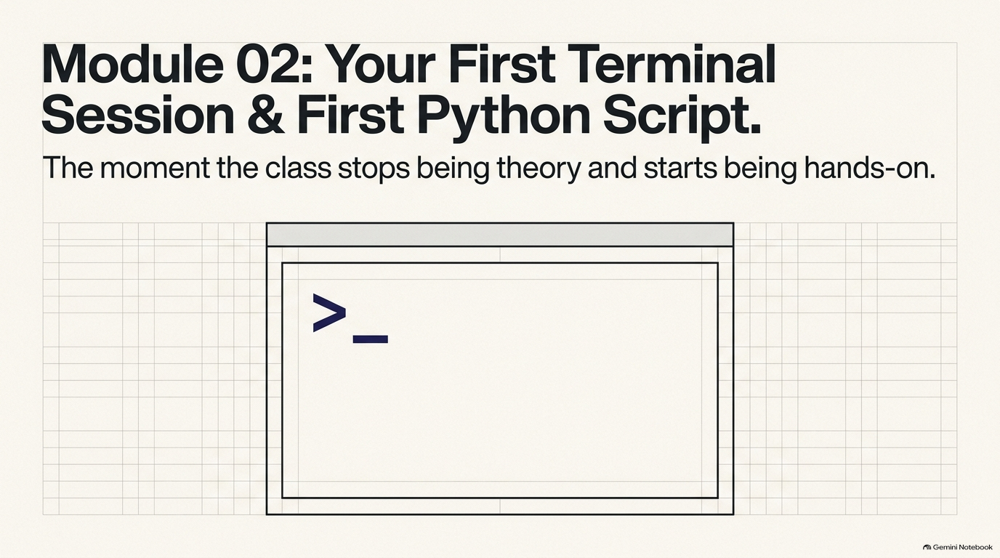 Module 02: Your First Terminal
Session & First Python Script.
The moment the class stops being theory and starts being hands-on.
>_
Gemini Notebook